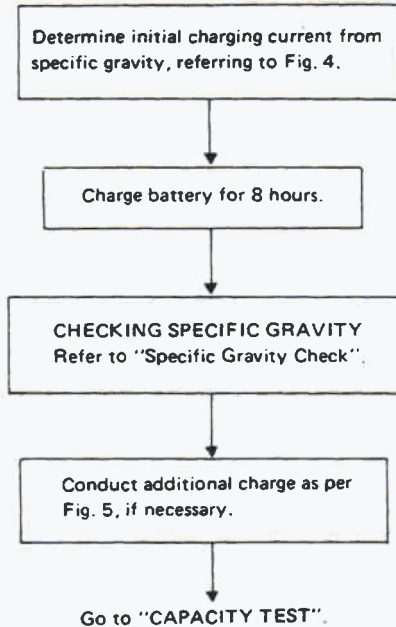 Determine initial charging current from
specific gravity, referring to Fig. 4.
Charge battery for 8 hours.
CHECKING SPECIFIC GRAVITY
Refer to "Specific Gravity Check".
Conduct additional charge as per
Fig. 5, if necessary.
Go to "CAPACITY TEST".